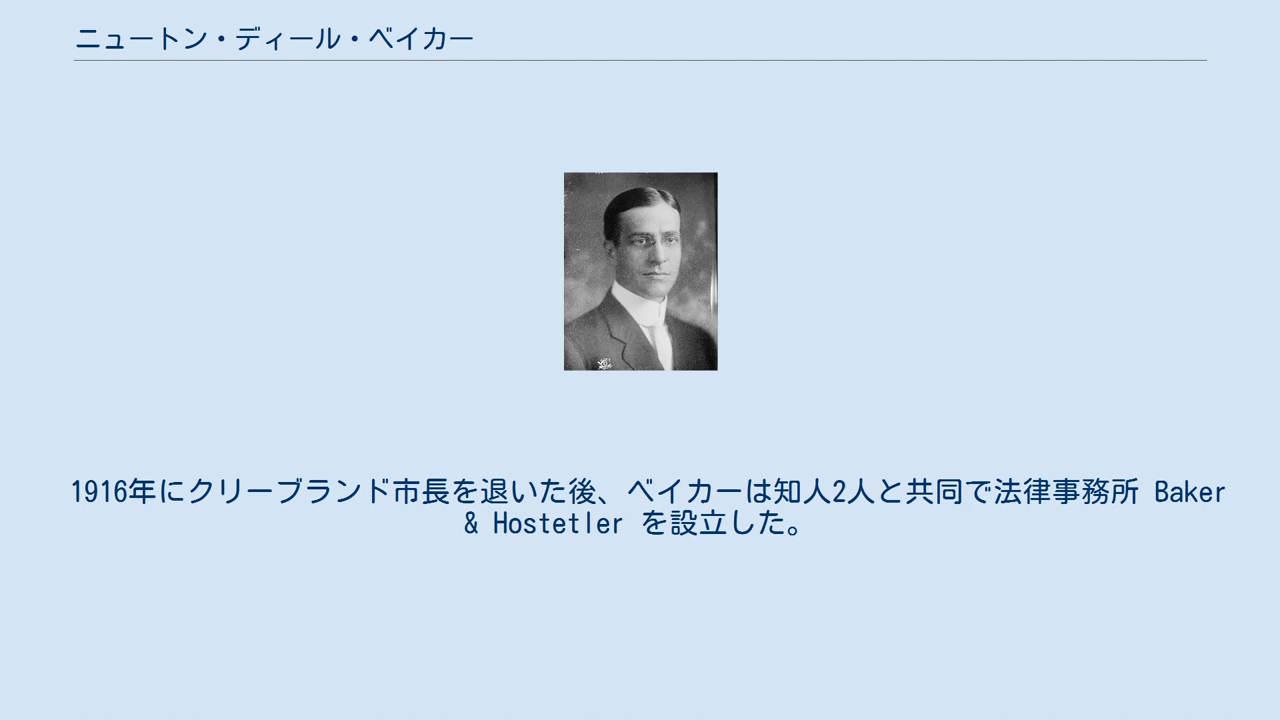 ニュートン・ディール・ベイカー
1916年にクリーブランド市長を退いた後、ベイカーは知人2人と共同で法律事務所 Baker
& Hostetler を設立した。